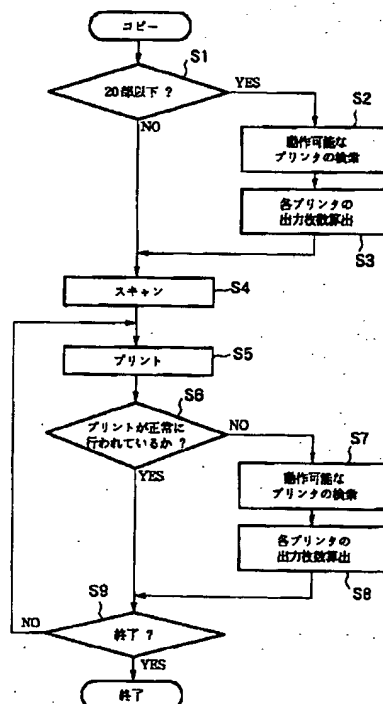 コピー
S1
20部以下 ?
YES
NO
S2
動作可能な
プリンタの検索
各プリンタの
出力枚数算出
S3
スキャン
S4
プリント
S5
S6
プリントが正常に
行われているか ?
NO
YES
S7
動作可能な
プリンタの検索
各プリンタの
出力枚数算出
S8
S9
NO
終了 ?
YES
終了